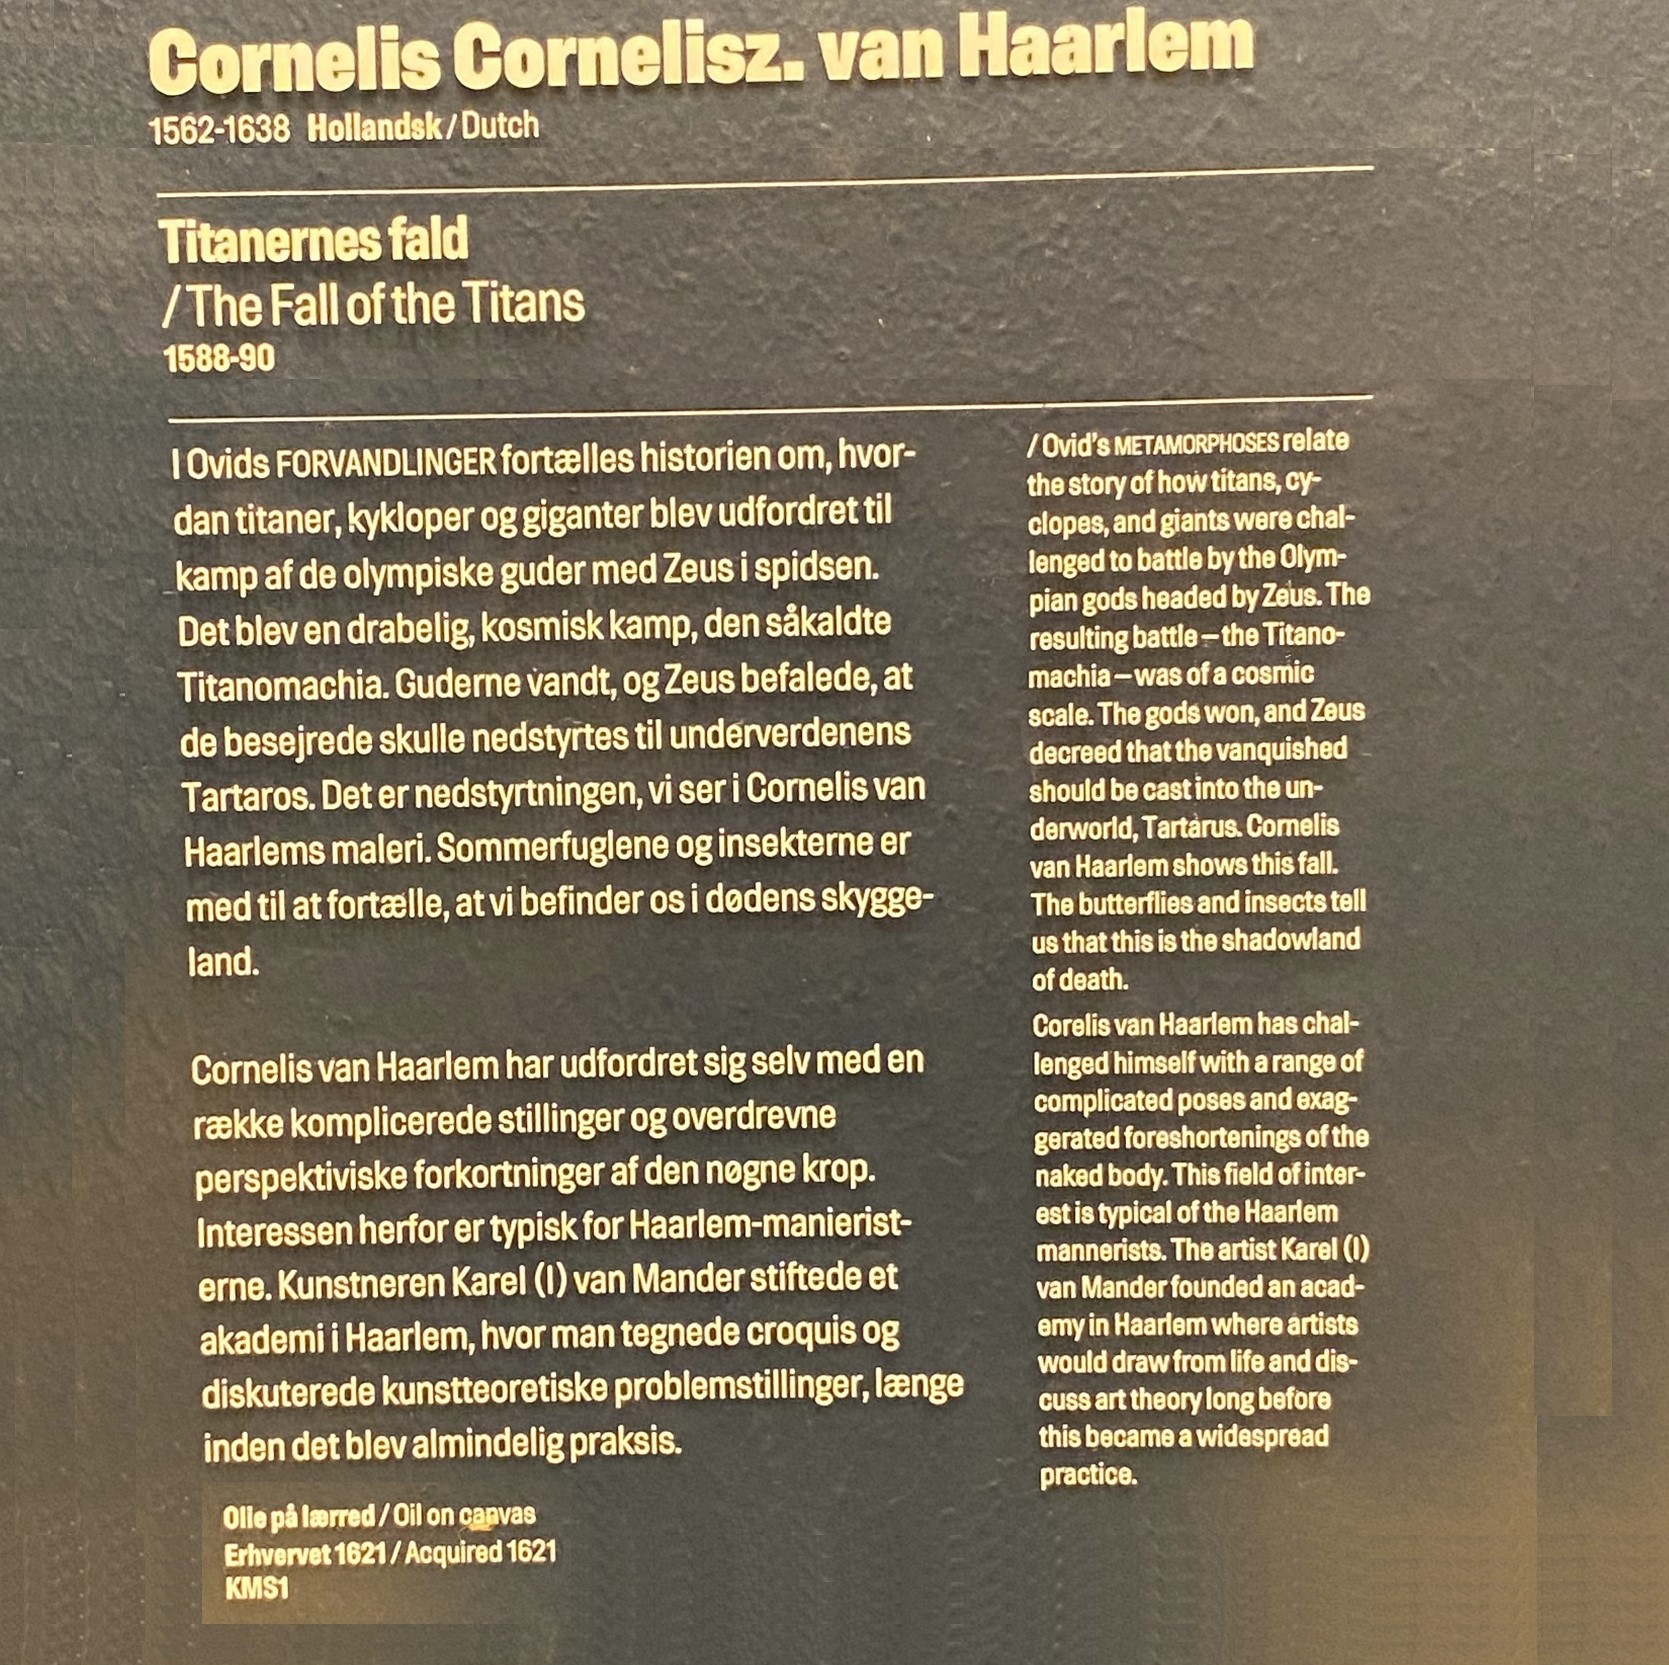 Cornelis Cornelisz. van Haarlem
1562-1638 Hollandsk / Dutch
Titanernes fald
/ The Fall of the Titans
1588-90
I Ovids FORVANDLINGER fortælles historien om, hvor-
dan titaner, kykloper og giganter blev udfordret til
kamp af de olympiske guder med Zeus i spidsen.
Det blev en drabelig, kosmisk kamp, den såkaldte
Titanomachia. Guderne vandt, og Zeus befalede, at
de besejrede skulle nedstyrtes til underverdenens
Tartaros. Det er nedstyrtningen, vi ser i Cornelis van
Haarlems maleri. Sommerfuglene og insekterne er
med til at fortælle, at vi befinder os i dødens skygge-
land.
Cornelis van Haarlem har udfordret sig selv med en
række komplicerede stillinger og overdrevne
perspektiviske forkortninger af den nøgne krop.
Interessen herfor er typisk for Haarlem-manierist-
erne. Kunstneren Karel (I) van Mander stiftede et
akademi i Haarlem, hvor man tegnede croquis og
diskuterede kunstteoretiske problemstillinger, længe
inden det blev almindelig praksis.
/ Ovid's METAMORPHOSES relate
the story of how titans, cy-
clopes, and giants were chal-
lenged to battle by the Olym-
pian gods headed by Zeus. The
resulting battle – the Titano-
machia – was of a cosmic
scale. The gods won, and Zeus
decreed that the vanquished
should be cast into the un-
derworld, Tartarus. Cornelis
van Haarlem shows this fall.
The butterflies and insects tell
us that this is the shadowland
of death.
Corelis van Haarlem has chal-
lenged himself with a range of
complicated poses and exag-
gerated foreshortenings of the
naked body. This field of inter-
est is typical of the Haarlem
mannerists. The artist Karel (I)
van Mander founded an acad-
emy in Haarlem where artists
would draw from life and dis-
cuss art theory long before
this became a widespread
practice.
Olie på lærred / Oil on canvas
Erhvervet 1621 / Acquired 1621
KMS1